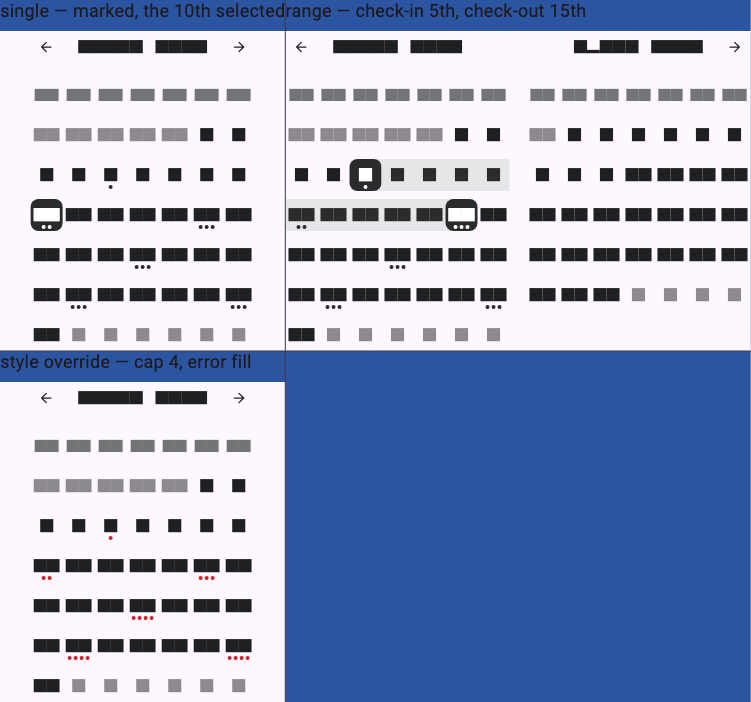 single — marked, the 10th selected
range — check-in 5th, check-out 15th
style override — cap 4, error fill